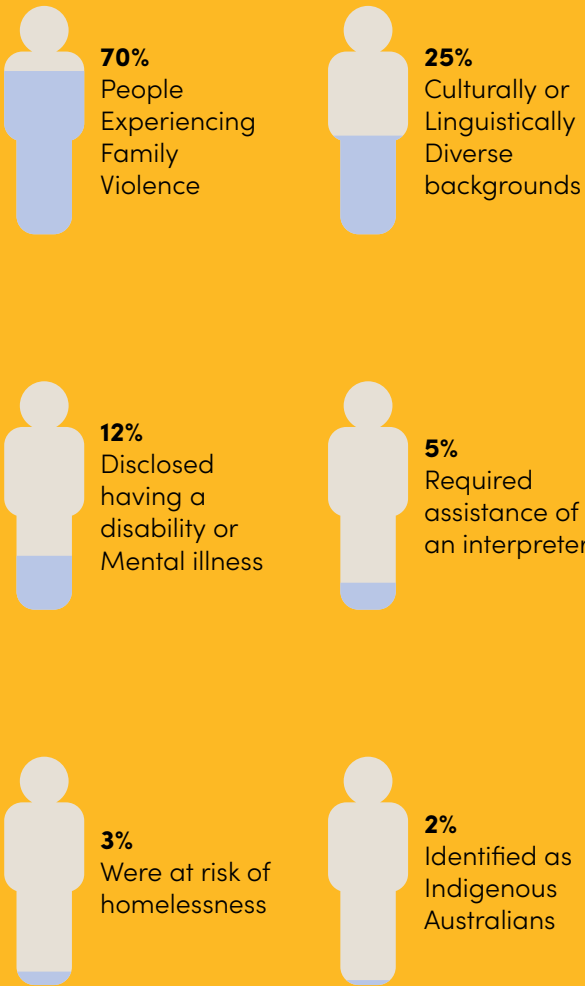 70%
People
Experiencing
Family
Violence
25%
Culturally or
Linguistically
Diverse
backgrounds
12%
Disclosed
having a
disability or
Mental illness
5%
Required
assistance of
an interpreter
3%
Were at risk of
homelessness
2%
Identified as
Indigenous
Australians